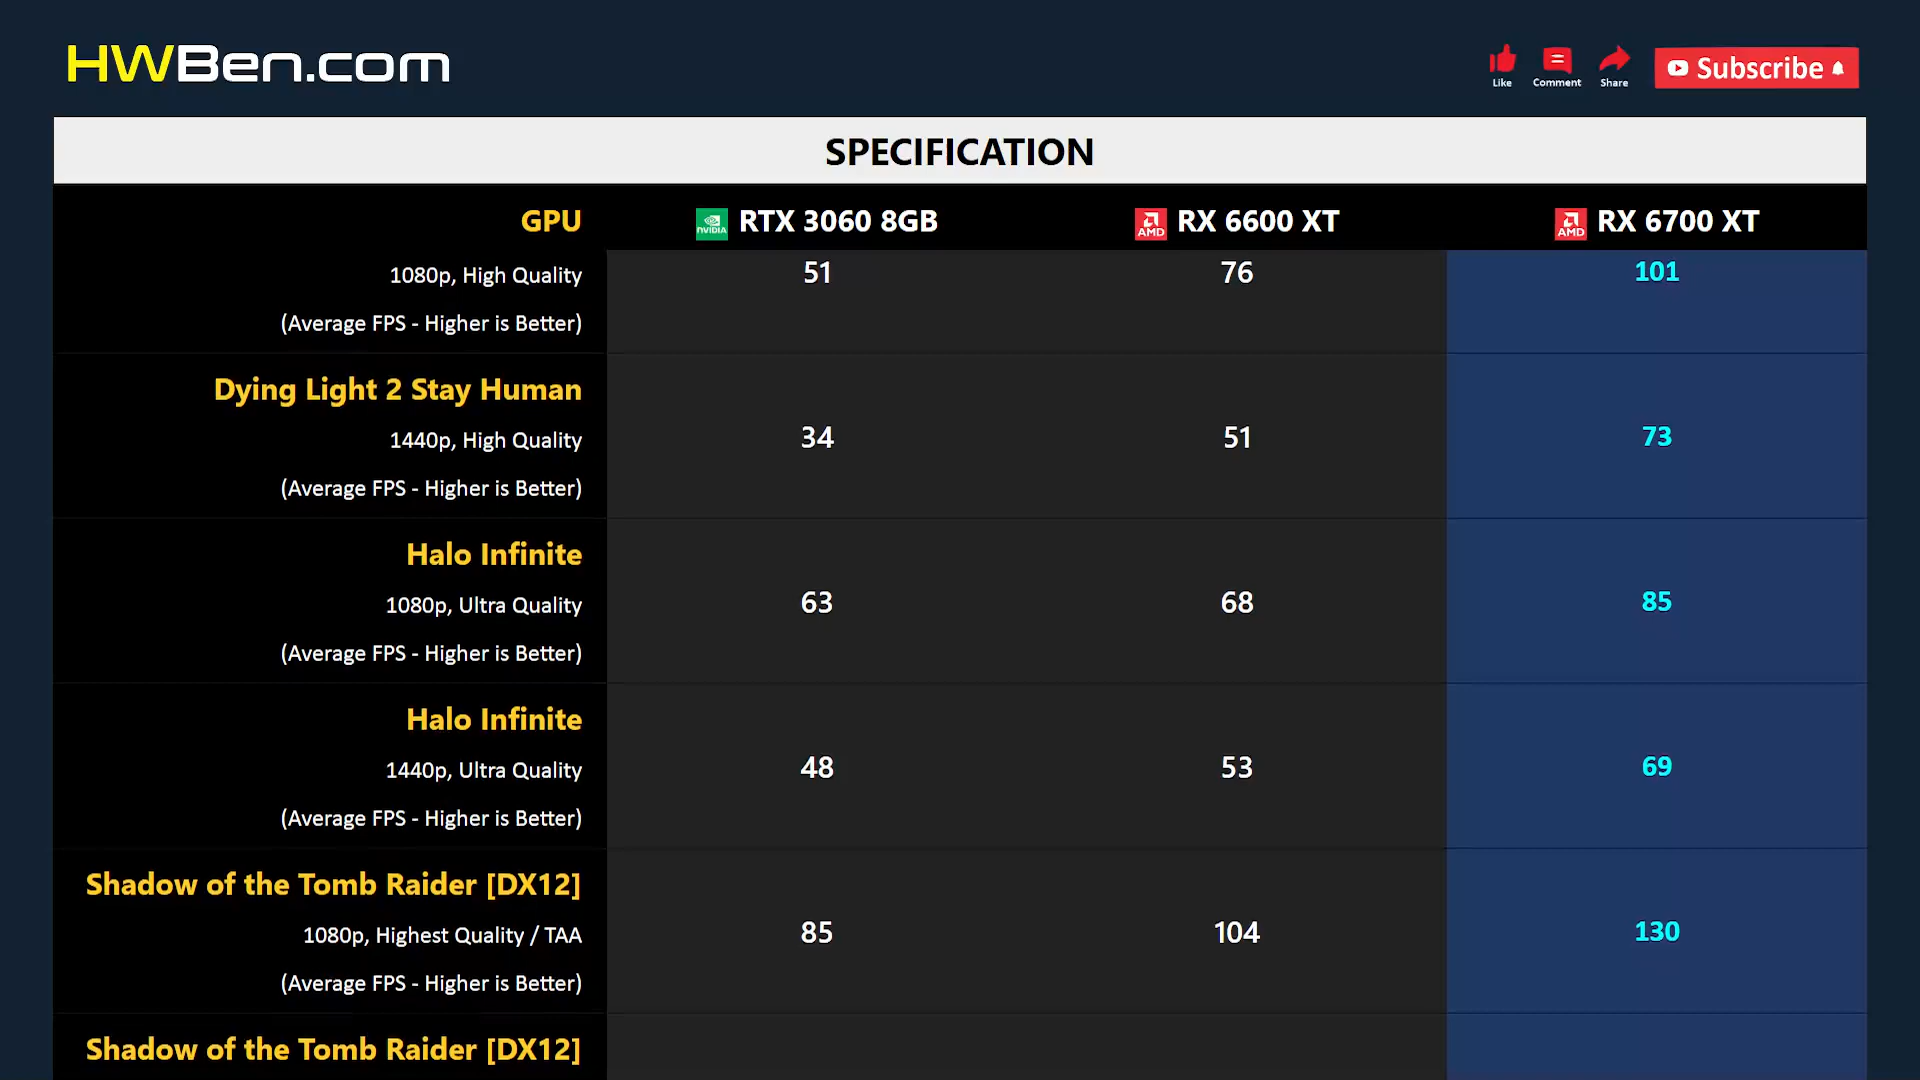 HWBen.com
Like
Comment
Share
Subscribe
SPECIFICATION
GPU
NVIDIA
RTX 3060 8GB
AMD
RX 6600 XT
AMD
RX 6700 XT
1080p, High Quality
(Average FPS - Higher is Better)
51
76
101
Dying Light 2 Stay Human
1440p, High Quality
(Average FPS - Higher is Better)
34
51
73
Halo Infinite
1080p, Ultra Quality
(Average FPS - Higher is Better)
63
68
85
Halo Infinite
1440p, Ultra Quality
(Average FPS - Higher is Better)
48
53
69
Shadow of the Tomb Raider [DX12]
1080p, Highest Quality / TAA
(Average FPS - Higher is Better)
85
104
130
Shadow of the Tomb Raider [DX12]